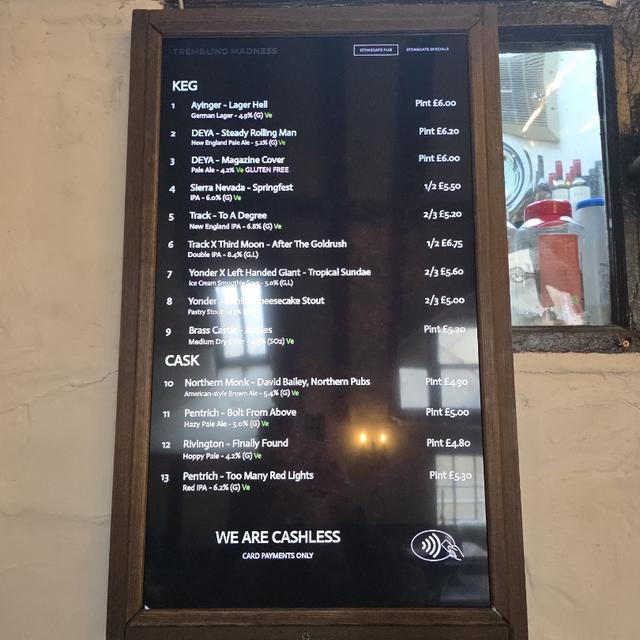 TREMBLING MADNESS STONEGATE PUB STONEGATE SPECIALS
KEG
1 Ayinger - Lager Hell Pint £6.00
German Lager - 4.9% (G) Ve
2 DEYA - Steady Rolling Man Pint £6.20
New England Pale Ale - 5.2% (G) Ve
3 DEYA - Magazine Cover Pint £6.00
Pale Ale - 4.2% Ve GLUTEN FREE
4 Sierra Nevada - Springfest 1/2 £5.50
IPA - 6.0% (G) Ve
5 Track - To A Degree 2/3 £5.20
New England IPA - 6.8% (G) Ve
6 Track X Third Moon - After The Goldrush 1/2 £6.75
Double IPA - 8.4% (G,L)
7 Yonder X Left Handed Giant - Tropical Sundae 2/3 £5.60
Ice Cream Smoothie Sour - 5.0% (G,L)
8 Yonder - Cheesecake Stout 2/3 £5.00
Pastry Stout
9 Brass Castle - Apples Pint £5.20
Medium Dry Cider - (SO2) Ve
CASK
10 Northern Monk - David Bailey, Northern Pubs Pint £4.90
American-style Brown Ale - 5.4% (G) Ve
11 Pentrich - Bolt From Above Pint £5.00
Hazy Pale Ale - 5.0% (G) Ve
12 Rivington - Finally Found Pint £4.80
Hoppy Pale - 4.2% (G) Ve
13 Pentrich - Too Many Red Lights Pint £5.30
Red IPA - 6.2% (G) Ve
WE ARE CASHLESS
CARD PAYMENTS ONLY